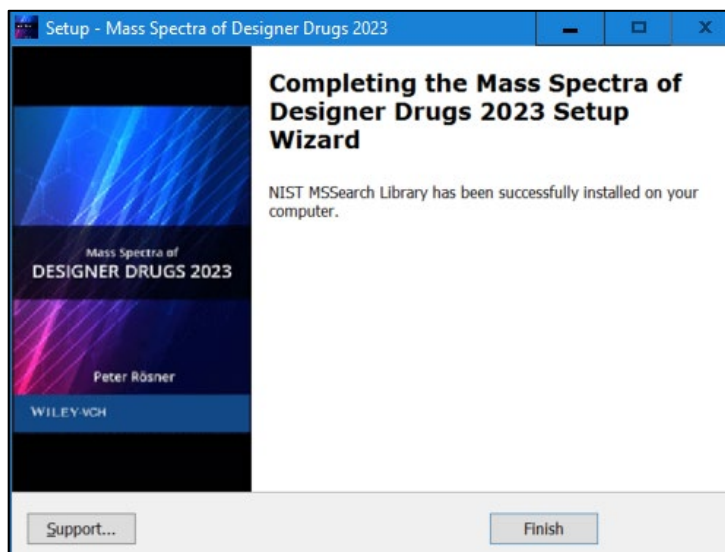 Setup - Mass Spectra of Designer Drugs 2023
Mass Spectra of
DESIGNER DRUGS 2023
Peter Rösner
WILEY-VCH
Completing the Mass Spectra of
Designer Drugs 2023 Setup
Wizard
NIST MSSearch Library has been successfully installed on your
computer.
Support...
Finish